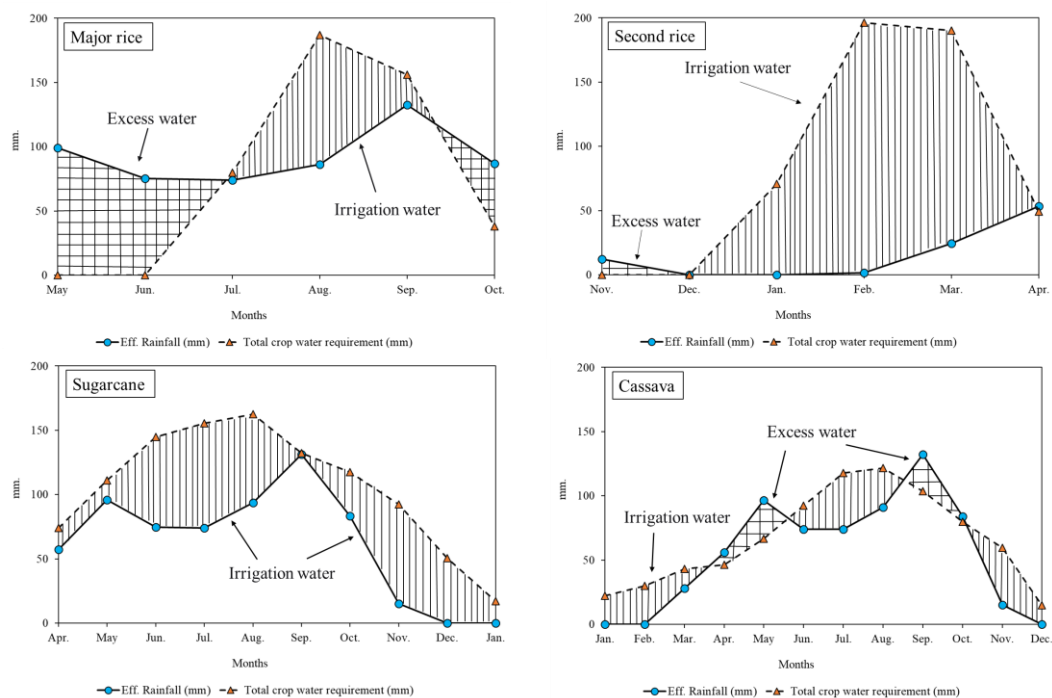 Major rice
200
150
100
50
0
mm.
Excess water
Irrigation water
May Jun. Jul. Aug. Sep. Oct.
Months
Eff. Rainfall (mm) Total crop water requirement (mm)
Second rice
200
150
100
50
0
mm.
Irrigation water
Excess water
Nov. Dec. Jan. Feb. Mar. Apr.
Months
Eff. Rainfall (mm) Total crop water requirement (mm)
Sugarcane
200
150
100
50
0
mm.
Irrigation water
Apr. May Jun. Jul. Aug. Sep. Oct. Nov. Dec. Jan.
Months
Eff. Rainfall (mm) Total crop water requirement (mm)
Cassava
200
150
100
50
0
mm.
Excess water
Irrigation water
Jan. Feb. Mar. Apr. May Jun. Jul. Aug. Sep. Oct. Nov. Dec.
Months
Eff. Rainfall (mm) Total crop water requirement (mm)